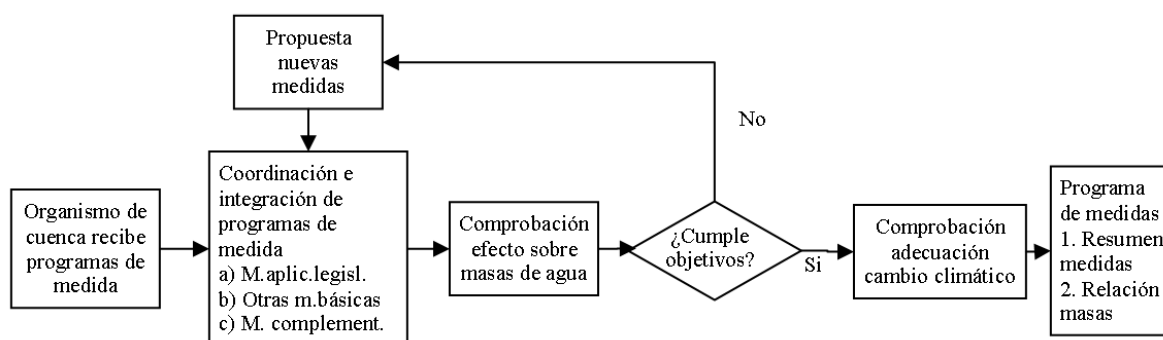 Propuesta
nuevas
medidas
No
Organismo de
cuenca recibe
programas de
medida
Coordinación e
integración de
programas de
medida
a) M.aplic.legisl.
b) Otras m.básicas
c) M. complement.
Comprobación
efecto sobre
masas de agua
¿Cumple
objetivos?
Si
Comprobación
adecuación
cambio climático
Programa
de medidas
1. Resumen
medidas
2. Relación
masas